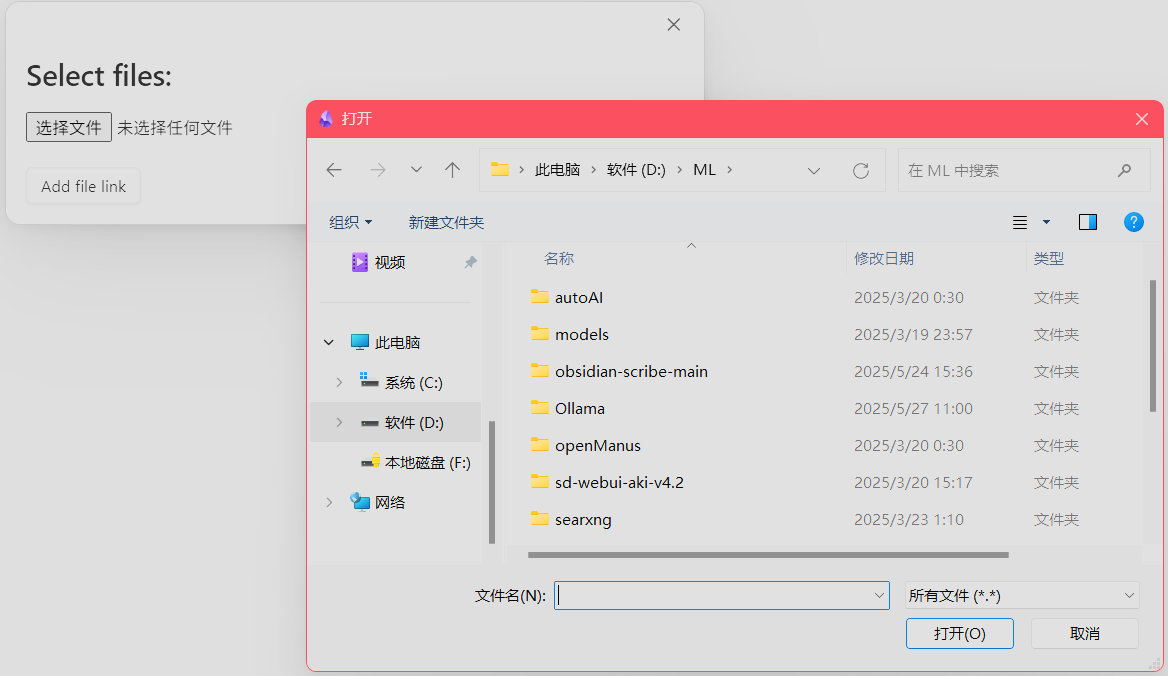 Select files:
选择文件 未选择任何文件
Add file link
打开
此电脑 软件 (D:) ML
在 ML 中搜索
组织 新建文件夹
?
视频
此电脑
系统 (C:)
软件 (D:)
本地磁盘 (F:)
网络
名称 修改日期 类型
autoAI 2025/3/20 0:30 文件夹
models 2025/3/19 23:57 文件夹
obsidian-scribe-main 2025/5/24 15:36 文件夹
Ollama 2025/5/27 11:00 文件夹
openManus 2025/3/20 0:30 文件夹
sd-webui-aki-v4.2 2025/3/20 15:17 文件夹
searxng 2025/3/23 1:10 文件夹
文件名(N): 所有文件 (*.*)
打开(O) 取消